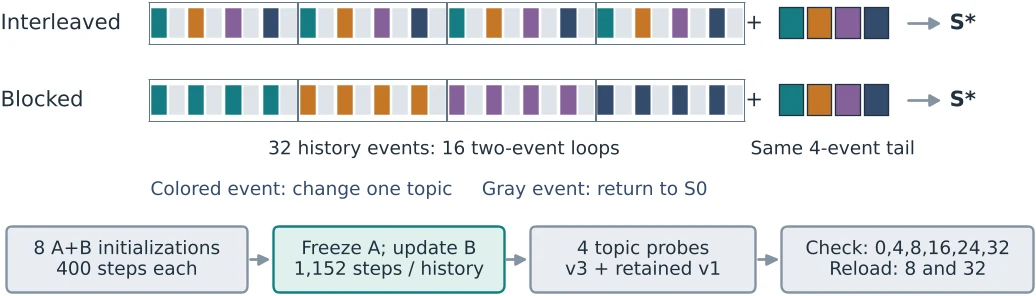 Interleaved + S*
Blocked + S*
32 history events: 16 two-event loops Same 4-event tail
Colored event: change one topic Gray event: return to S0
8 A+B initializations
400 steps each
Freeze A; update B
1,152 steps / history
4 topic probes
v3 + retained v1
Check: 0,4,8,16,24,32
Reload: 8 and 32